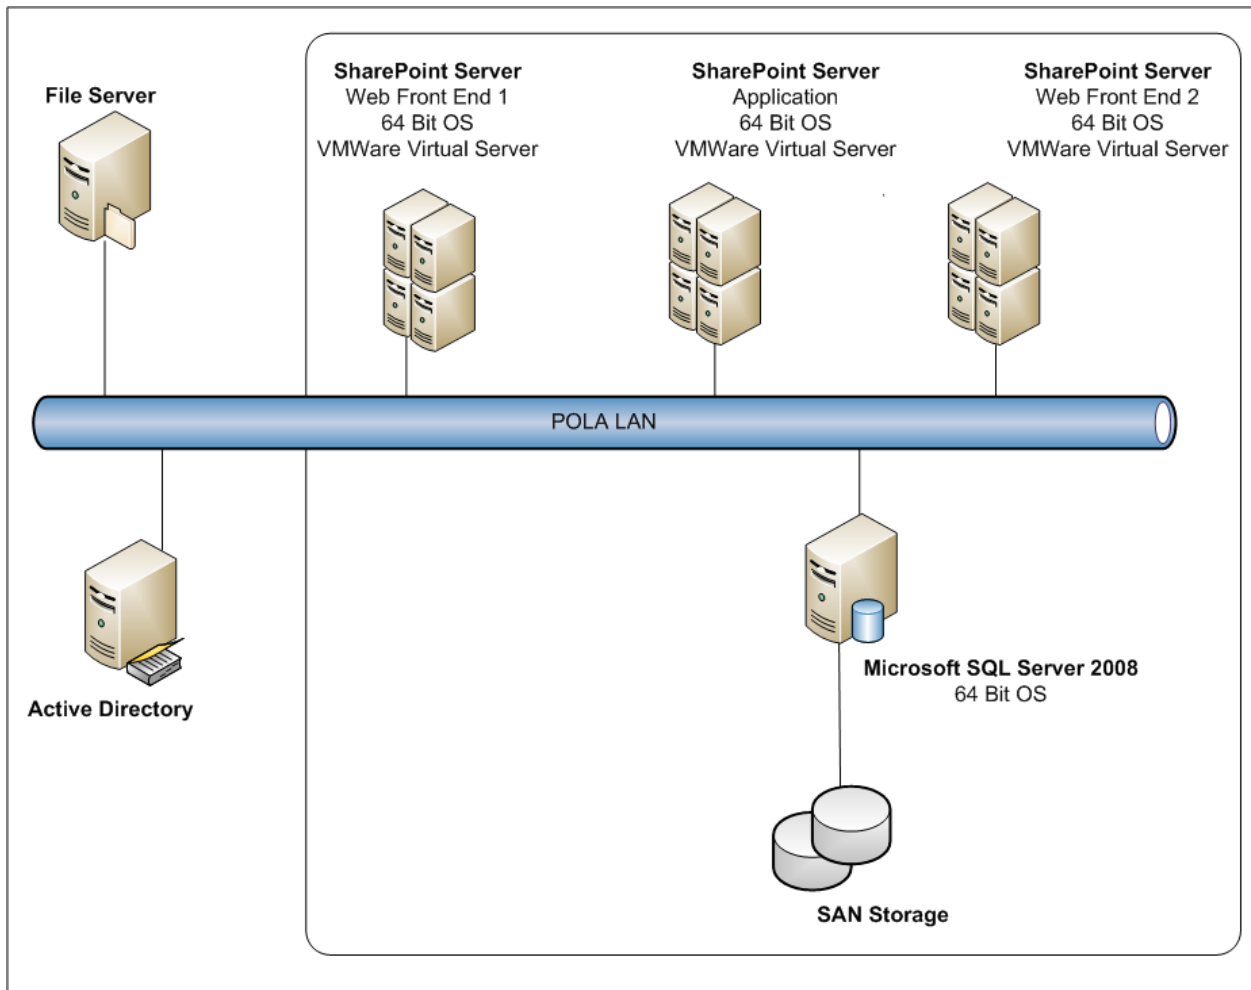 File Server
SharePoint Server
Web Front End 1
64 Bit OS
VMWare Virtual Server
SharePoint Server
Application
64 Bit OS
VMWare Virtual Server
SharePoint Server
Web Front End 2
64 Bit OS
VMWare Virtual Server
POLA LAN
Active Directory
Microsoft SQL Server 2008
64 Bit OS
SAN Storage